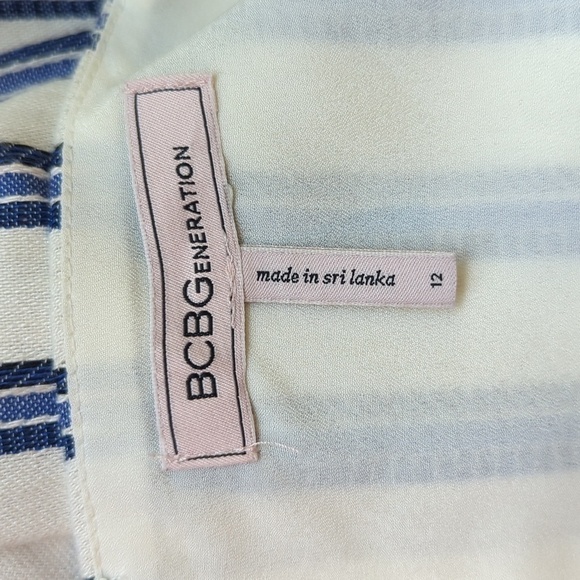 BCBGENERATION
made in sri lanka
12